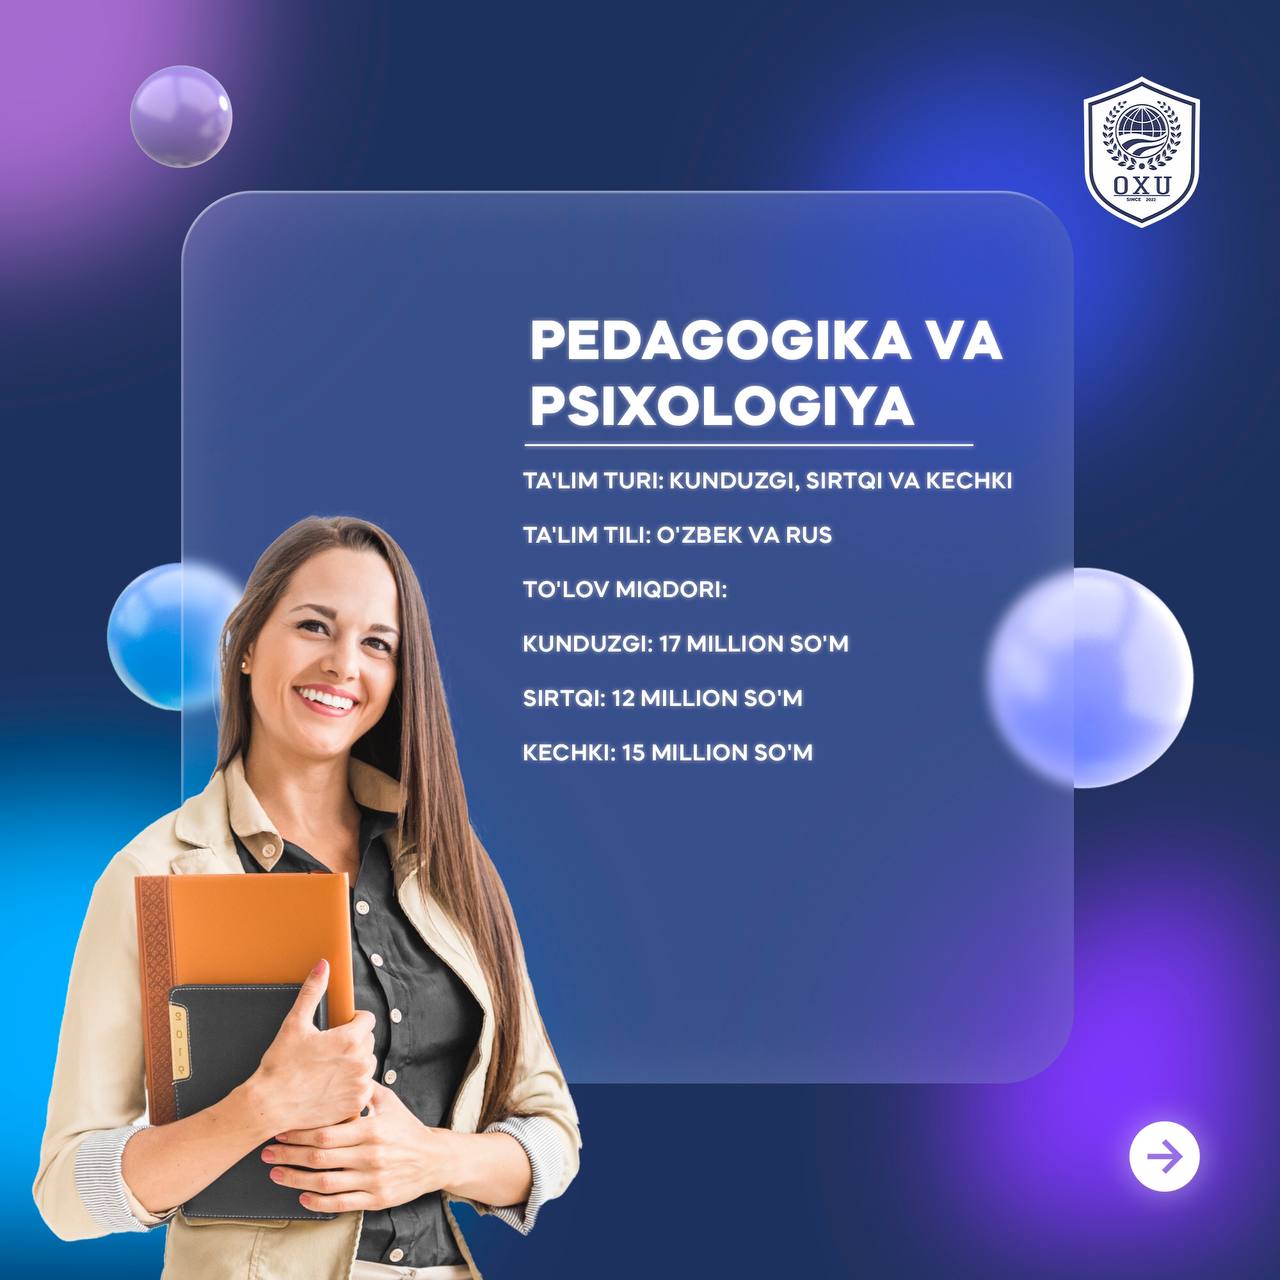 OXU
SINCE 2022
PEDAGOGIKA VA
PSIXOLOGIYA
TA'LIM TURI: KUNDUZGI, SIRTQI VA KECHKI
TA'LIM TILI: O'ZBEK VA RUS
TO'LOV MIQDORI:
KUNDUZGI: 17 MILLION SO'M
SIRTQI: 12 MILLION SO'M
KECHKI: 15 MILLION SO'M